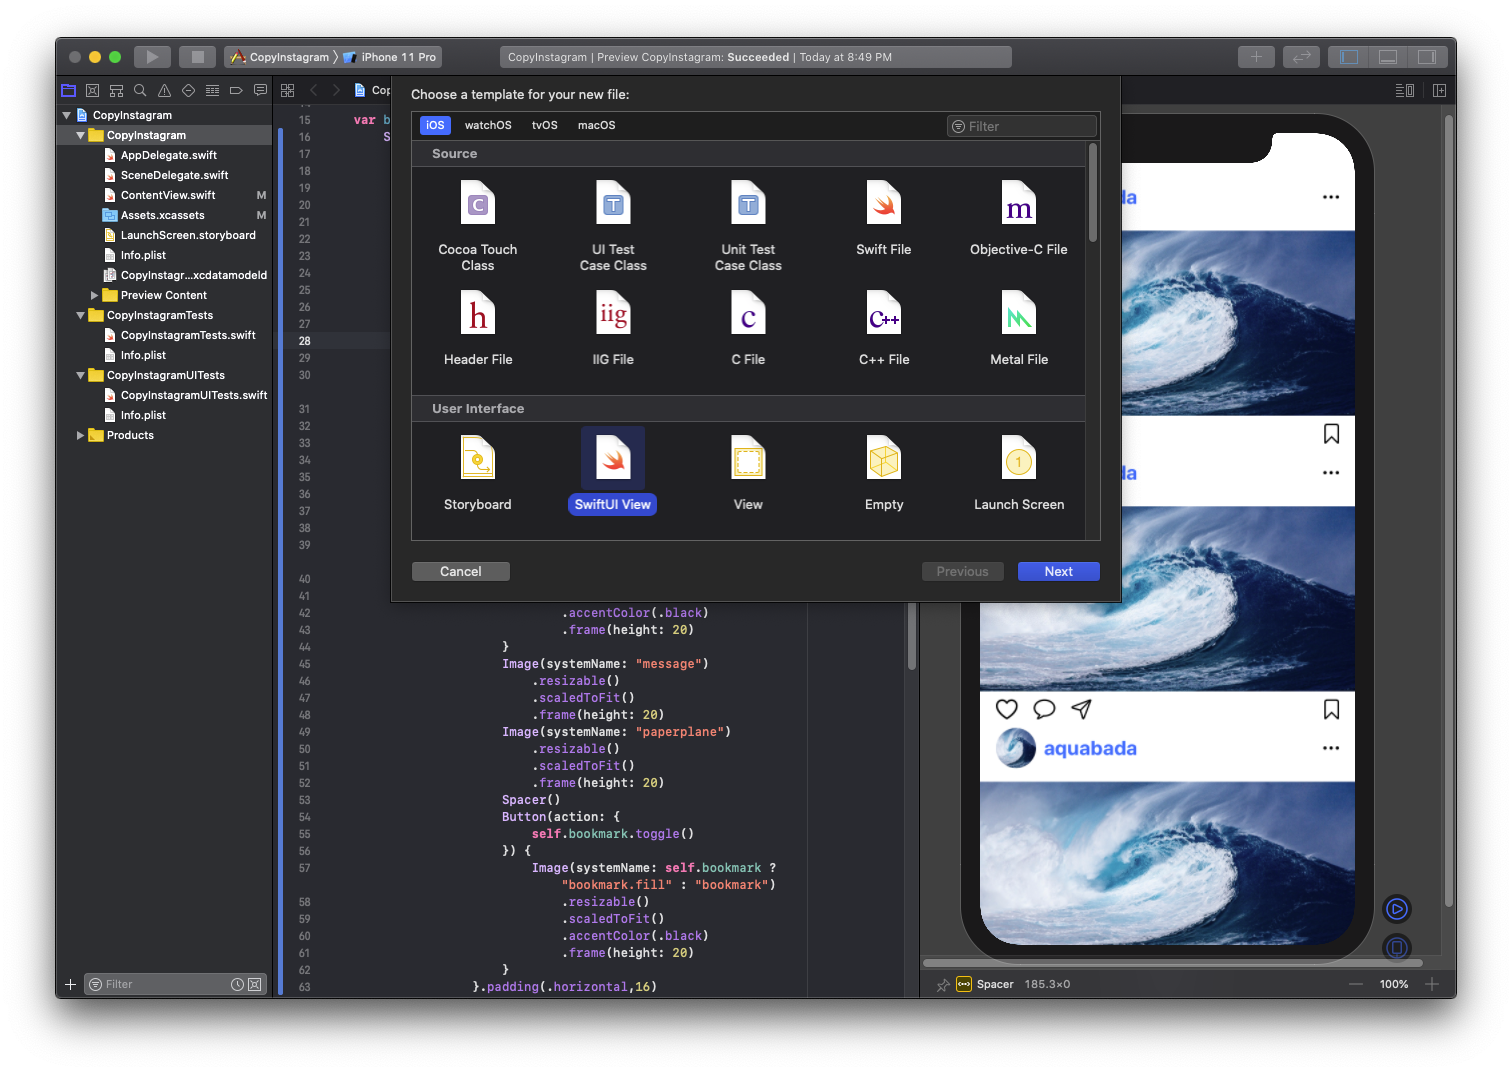 CopyInstagram 〉 iPhone 11 Pro
CopyInstagram | Preview CopyInstagram: Succeeded | Today at 8:49 PM
CopyInstagram
CopyInstagram
AppDelegate.swift
SceneDelegate.swift
ContentView.swift M
Assets.xcassets M
LaunchScreen.storyboard
Info.plist
CopyInstagr...xcdatamodeld
Preview Content
CopyInstagramTests
CopyInstagramTests.swift
Info.plist
CopyInstagramUITests
CopyInstagramUITests.swift
Info.plist
Products
Filter
Cop
15 var b
16 S
17
18
19
20
21
22
23
24
25
26
27
28
29
30
31
32
33
34
35
36
37
38
39
40
41
Choose a template for your new file:
iOS watchOS tvOS macOS
Filter
Source
Cocoa Touch
Class
UI Test
Case Class
Unit Test
Case Class
Swift File
m
Objective-C File
h
Header File
iig
IIG File
c
C File
C++
C++ File
Metal File
User Interface
Storyboard
SwiftUI View
View
Empty
1
Launch Screen
Cancel
Previous
Next
42 .accentColor(.black)
43 .frame(height: 20)
44 }
45 Image(systemName: "message")
46 .resizable()
47 .scaledToFit()
48 .frame(height: 20)
49 Image(systemName: "paperplane")
50 .resizable()
51 .scaledToFit()
52 .frame(height: 20)
53 Spacer()
54 Button(action: {
55 self.bookmark.toggle()
56 }) {
57 Image(systemName: self.bookmark ?
"bookmark.fill" : "bookmark")
58 .resizable()
59 .scaledToFit()
60 .accentColor(.black)
61 .frame(height: 20)
62 }
63 }.padding(.horizontal,16)
da
da
aquabada
Spacer 185.3×0
100%